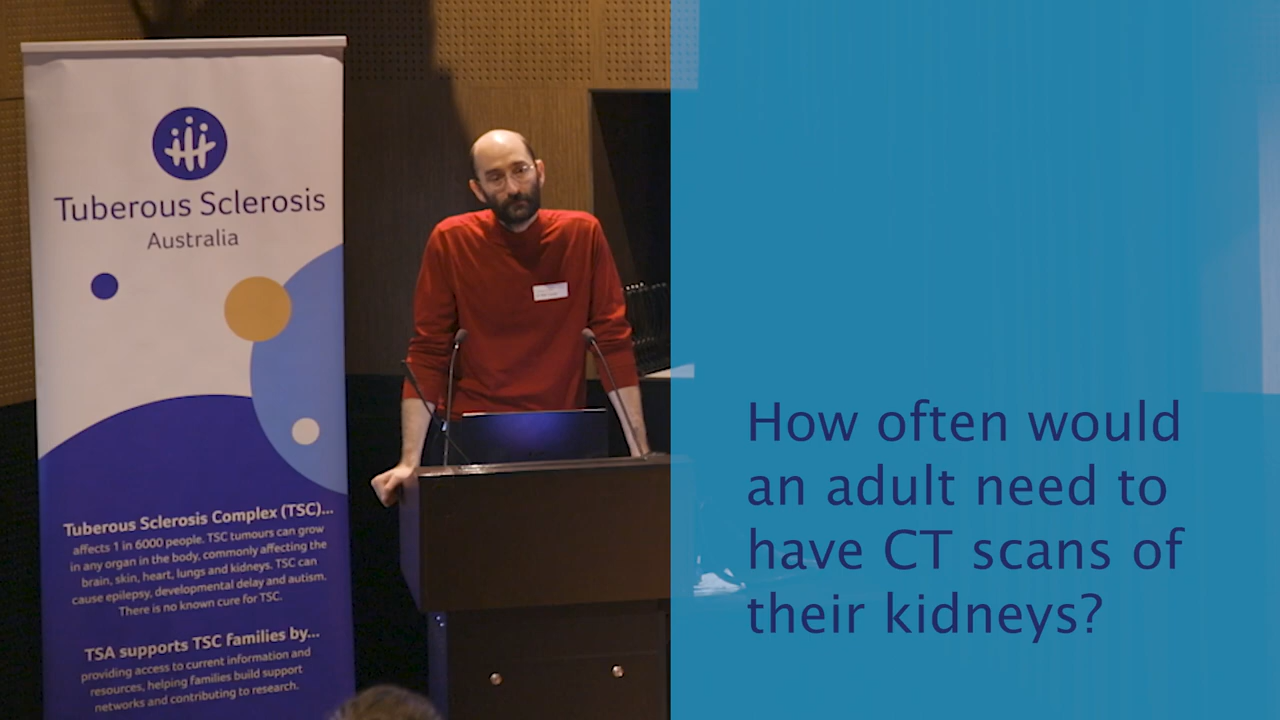 Tuberous Sclerosis
Australia
Tuberous Sclerosis Complex (TSC)...
affects 1 in 6000 people. TSC tumours can grow
in any organ in the body, commonly affecting the
brain, skin, heart, lungs and kidneys. TSC can
cause epilepsy, developmental delay and autism.
There is no known cure for TSC.
TSA supports TSC families by...
providing access to current information and
resources, helping families build support
networks and contributing to research.
How often would
an adult need to
have CT scans of
their kidneys?